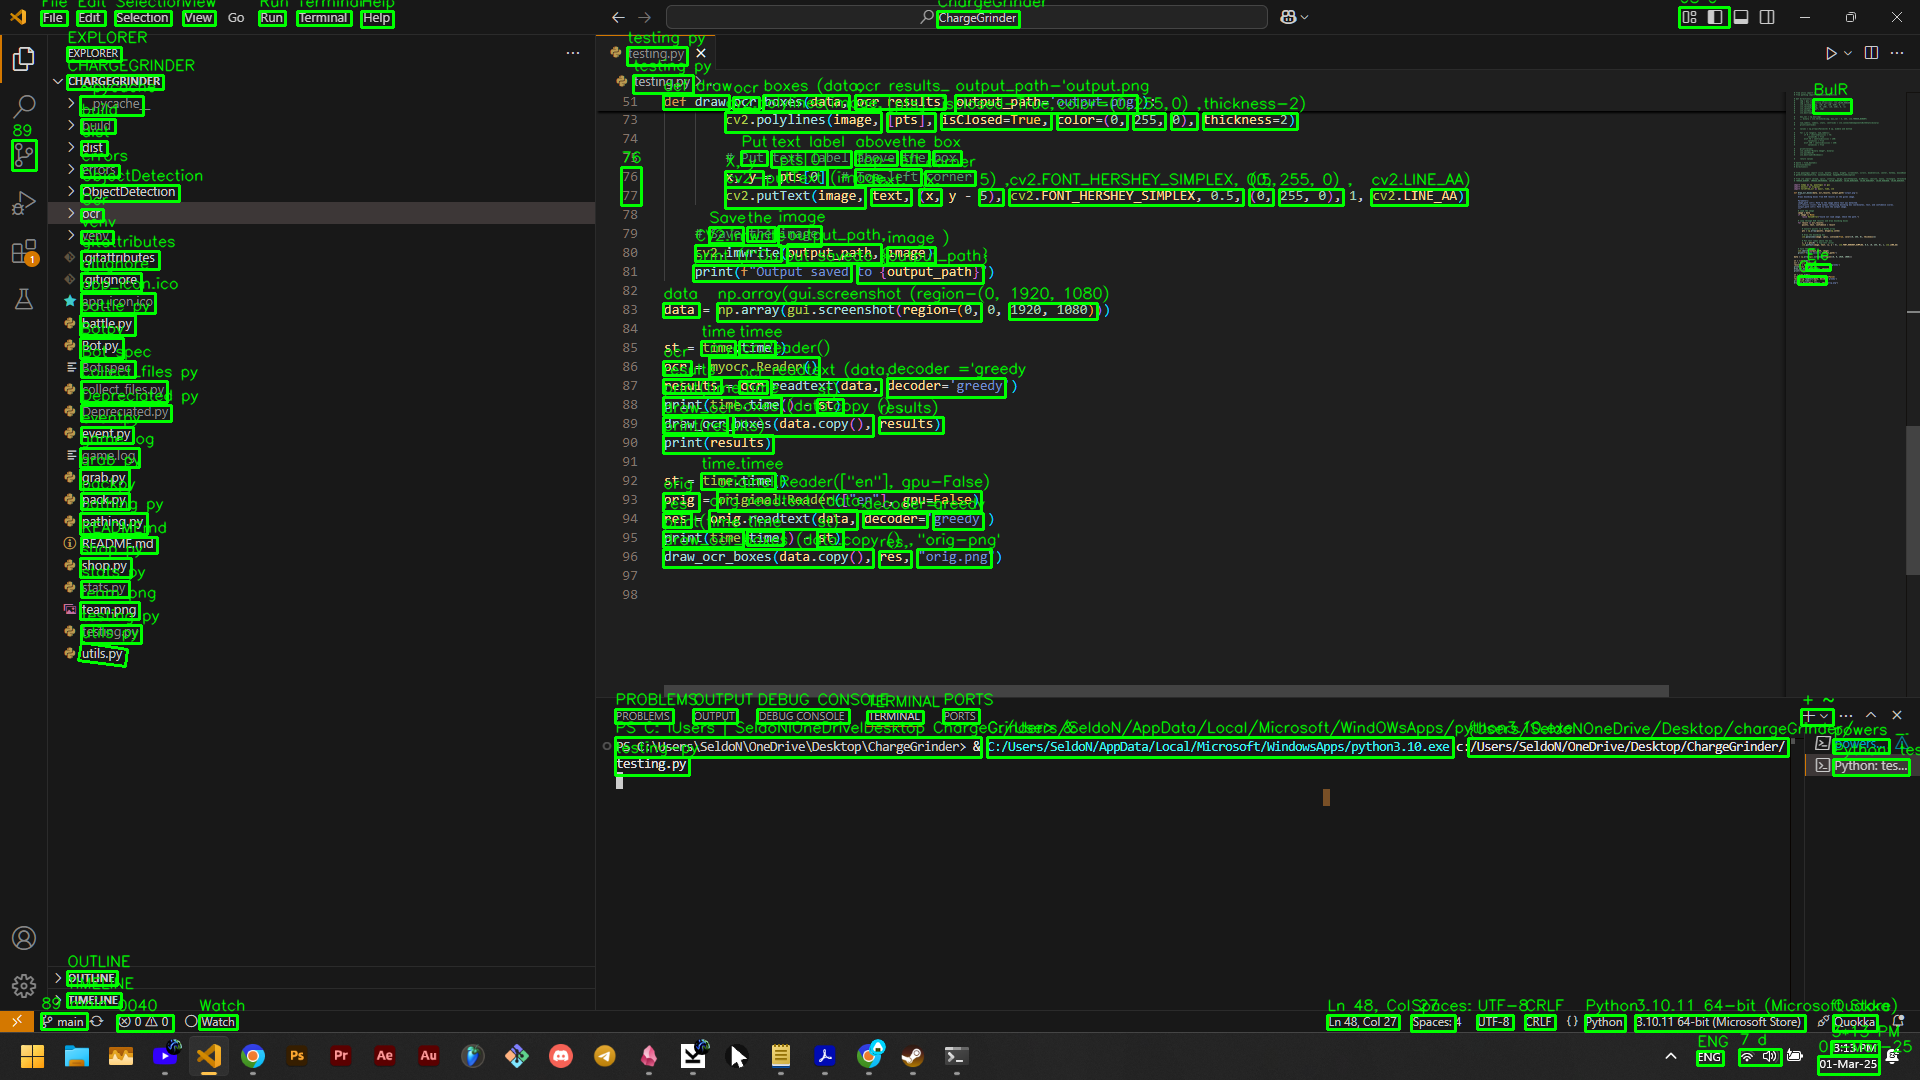 File Edit Selection View Go Run Terminal Help
ChargeGrinder
EXPLORER
CHARGEGRINDER
__pycache__
build
dist
errors
ObjectDetection
ocr
venv
.gitattributes
.gitignore
app_icon.ico
battle.py
Bot.py
Bot.spec
collect_files.py
Depreciated.py
event.py
game.log
grab.py
pack.py
pathing.py
README.md
shop.py
stats.py
team.png
testing.py
utils.py
OUTLINE
TIMELINE
testing.py
testing.py
51 def draw_ocr_boxes(data, ocr_results, output_path="output.png"):
73 cv2.polylines(image, [pts], isClosed=True, color=(0, 255, 0), thickness=2)
74
75 # Put text label above the box
76 x, y = pts[0] # Top-left corner
77 cv2.putText(image, text, (x, y - 5), cv2.FONT_HERSHEY_SIMPLEX, 0.5, (0, 255, 0), 1, cv2.LINE_AA)
78
79 # Save the image
80 cv2.imwrite(output_path, image)
81 print(f"Output saved to {output_path}")
82
83 data = np.array(gui.screenshot(region=(0, 0, 1920, 1080)))
84
85 st = time.time()
86 ocr = myocr.Reader()
87 results = ocr.readtext(data, decoder='greedy')
88 print(time.time() - st)
89 draw_ocr_boxes(data.copy(), results)
90 print(results)
91
92 st = time.time()
93 orig = original.Reader(["en"], gpu=False)
94 res = orig.readtext(data, decoder='greedy')
95 print(time.time() - st)
96 draw_ocr_boxes(data.copy(), res, "orig.png")
97
98
PROBLEMS OUTPUT DEBUG CONSOLE TERMINAL PORTS
PS C:\Users\SeldoN\OneDrive\Desktop\ChargeGrinder> & C:/Users/SeldoN/AppData/Local/Microsoft/WindowsApps/python3.10.exe c:/Users/SeldoN/OneDrive/Desktop/ChargeGrinder/
testing.py
powers...
Python: tes...
main 0 0 Watch
Ln 48, Col 27 Spaces: 4 UTF-8 CRLF { } Python 3.10.11 64-bit (Microsoft Store) Quokka
Ps Pr Ae Au
ENG
3:13 PM
01-Mar-25